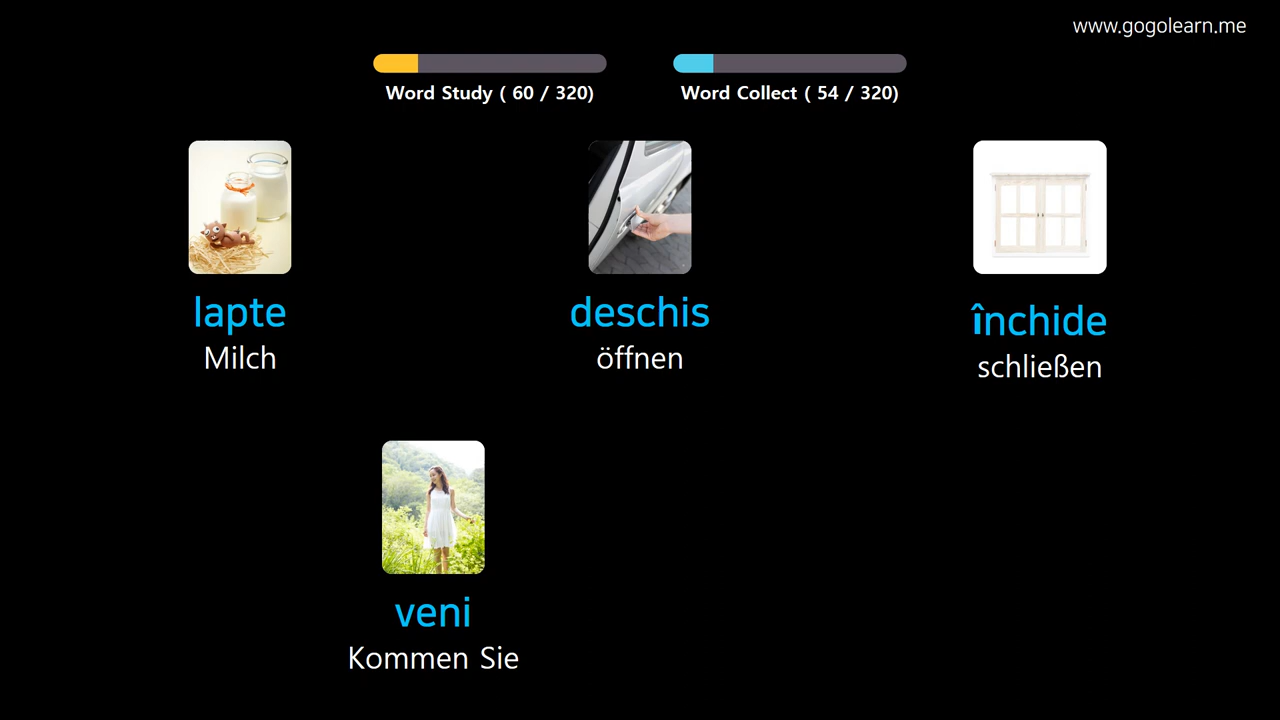 www.gogolearn.me
Word Study ( 60 / 320)
Word Collect ( 54 / 320)
lapte
Milch
deschis
öffnen
închide
schließen
veni
Kommen Sie